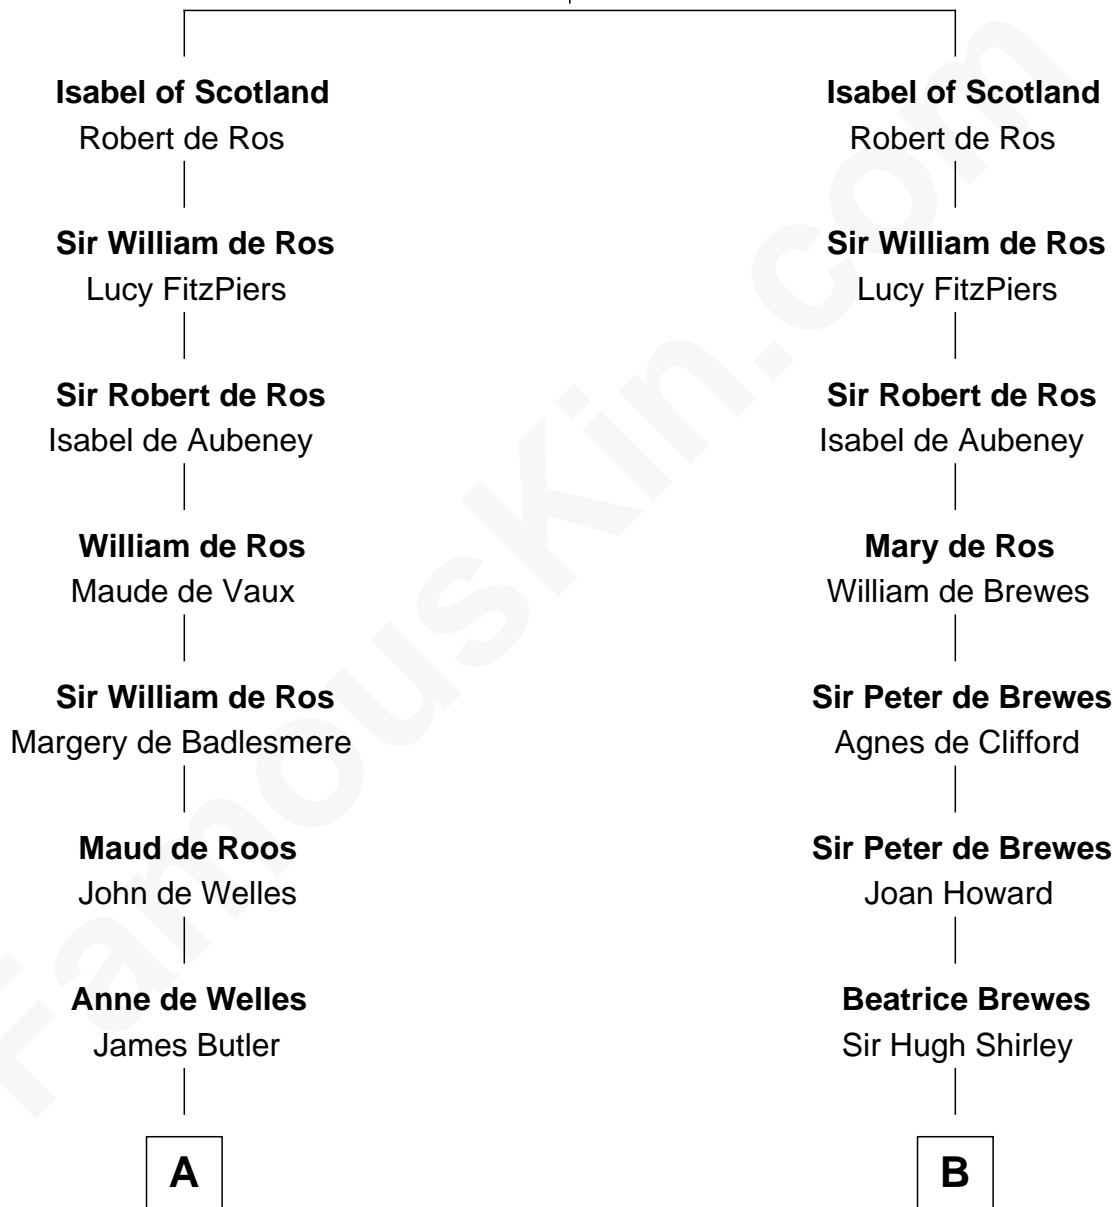 Isabel of Scotland
Robert de Ros
Sir William de Ros
Lucy FitzPiers
Sir Robert de Ros
Isabel de Aubeney
William de Ros
Maude de Vaux
Sir William de Ros
Margery de Badlesmere
Maud de Roos
John de Welles
Anne de Welles
James Butler
A
Isabel of Scotland
Robert de Ros
Sir William de Ros
Lucy FitzPiers
Sir Robert de Ros
Isabel de Aubeney
Mary de Ros
William de Brewes
Sir Peter de Brewes
Agnes de Clifford
Sir Peter de Brewes
Joan Howard
Beatrice Brewes
Sir Hugh Shirley
B
FamousKin.com